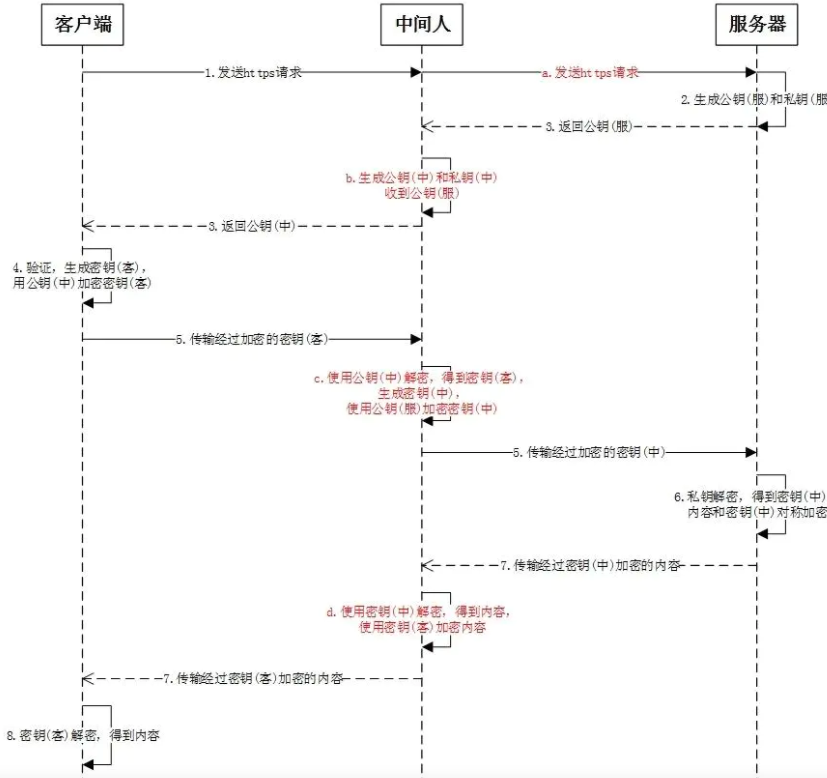 客户端
中间人
服务器
1.发送https请求
a.发送https请求
2.生成公钥(服)和私钥(服
3.返回公钥(服)
b.生成公钥(中)和私钥(中)
收到公钥(服)
3.返回公钥(中)
4.验证，生成密钥(客)，
用公钥(中)加密密钥(客)
5.传输经过加密的密钥(客)
c.使用公钥(中)解密，得到密钥(客)，
生成密钥(中)，
使用公钥(服)加密密钥(中)
5.传输经过加密的密钥(中)
6.私钥解密，得到密钥(中)
内容和密钥(中)对称加密
7.传输经过密钥(中)加密的内容
d.使用密钥(中)解密，得到内容，
使用密钥(客)加密内容
7.传输经过密钥(客)加密的内容
8.密钥(客)解密，得到内容